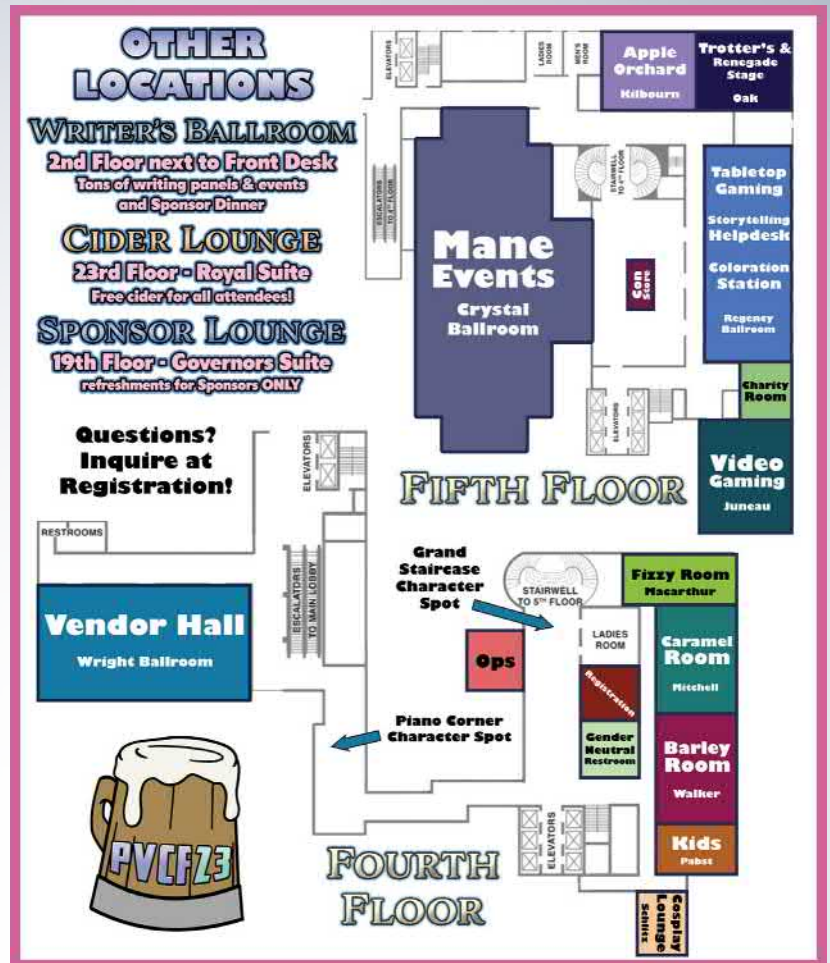 OTHER
LOCATIONS
WRITER'S BALLROOM
2nd Floor next to Front Desk
Tons of writing panels & events
and Sponsor Dinner
CIDER LOUNGE
23rd Floor - Royal Suite
Free cider for all attendees!
SPONSOR LOUNGE
19th Floor - Governors Suite
refreshments for Sponsors ONLY
Questions?
Inquire at
Registration!
ELEVATORS
LADIES
ROOM
MEN'S
ROOM
Apple
Orchard
Kilbourn
Trotter's &
Renegade
Stage
Oak
ESCALATORS
TO 4TH FLOOR
STAIRWELL
TO 4TH FLOOR
Mane
Events
Crystal
Ballroom
Con
Store
Tabletop
Gaming
Storytelling
Helpdesk
Coloration
Station
Regency
Ballroom
Charity
Room
ELEVATORS
Video
Gaming
Juneau
FIFTH FLOOR
ELEVATORS
RESTROOMS
ESCALATORS
TO MAIN LOBBY
Vendor Hall
Wright Ballroom
Grand
Staircase
Character
Spot
STAIRWELL
TO 5TH FLOOR
Fizzy Room
Macarthur
LADIES
ROOM
Caramel
Room
Mitchell
Ops
Registration
Piano Corner
Character Spot
Gender
Neutral
Restroom
Barley
Room
Walker
Kids
Pabst
ELEVATORS
Cosplay
Lounge
Schlitz
FOURTH
FLOOR
PVCF23